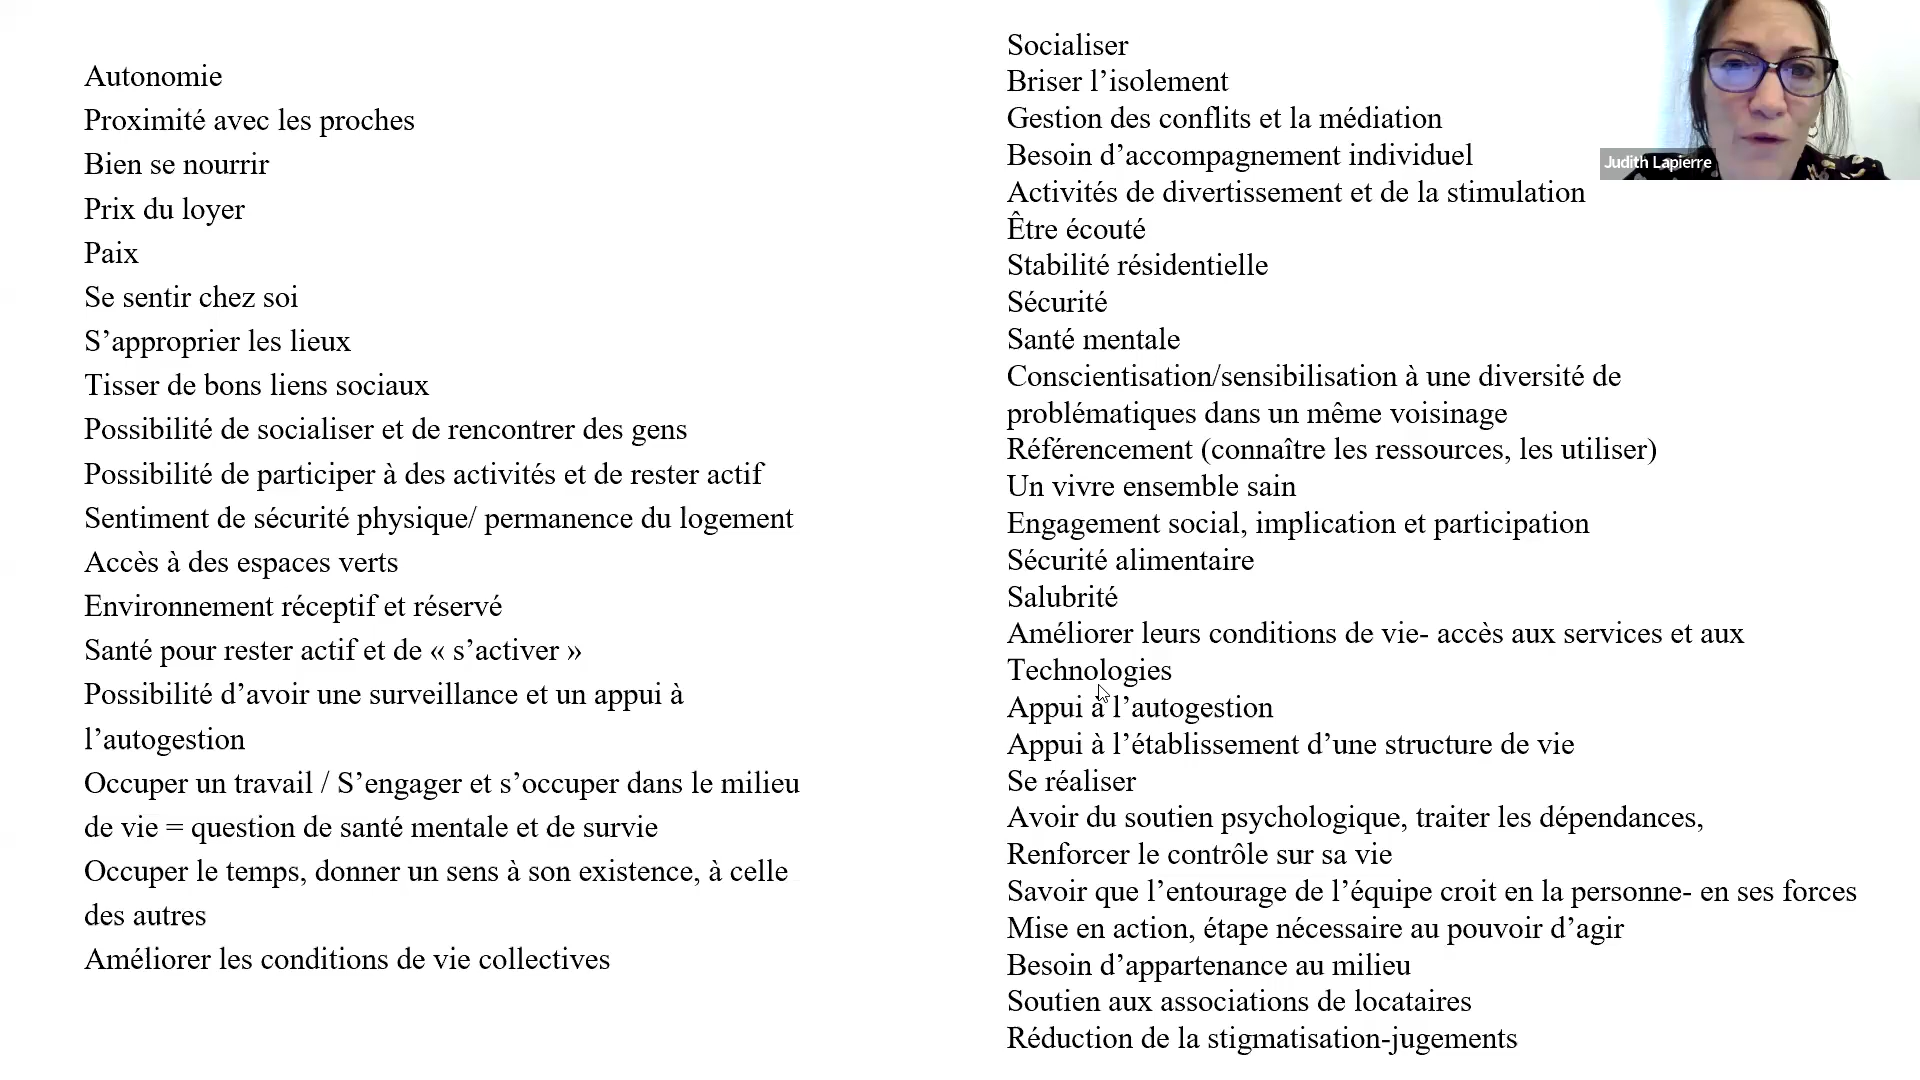 Autonomie
Proximité avec les proches
Bien se nourrir
Prix du loyer
Paix
Se sentir chez soi
S’approprier les lieux
Tisser de bons liens sociaux
Possibilité de socialiser et de rencontrer des gens
Possibilité de participer à des activités et de rester actif
Sentiment de sécurité physique/ permanence du logement
Accès à des espaces verts
Environnement réceptif et réservé
Santé pour rester actif et de « s’activer »
Possibilité d’avoir une surveillance et un appui à
l’autogestion
Occuper un travail / S’engager et s’occuper dans le milieu
de vie = question de santé mentale et de survie
Occuper le temps, donner un sens à son existence, à celle
des autres
Améliorer les conditions de vie collectives
Socialiser
Briser l’isolement
Gestion des conflits et la médiation
Besoin d’accompagnement individuel
Activités de divertissement et de la stimulation
Être écouté
Stabilité résidentielle
Sécurité
Santé mentale
Conscientisation/sensibilisation à une diversité de
problématiques dans un même voisinage
Référencement (connaître les ressources, les utiliser)
Un vivre ensemble sain
Engagement social, implication et participation
Sécurité alimentaire
Salubrité
Améliorer leurs conditions de vie- accès aux services et aux
Technologies
Appui à l’autogestion
Appui à l’établissement d’une structure de vie
Se réaliser
Avoir du soutien psychologique, traiter les dépendances,
Renforcer le contrôle sur sa vie
Savoir que l’entourage de l’équipe croit en la personne- en ses forces
Mise en action, étape nécessaire au pouvoir d’agir
Besoin d’appartenance au milieu
Soutien aux associations de locataires
Réduction de la stigmatisation-jugements
Judith Lapierre